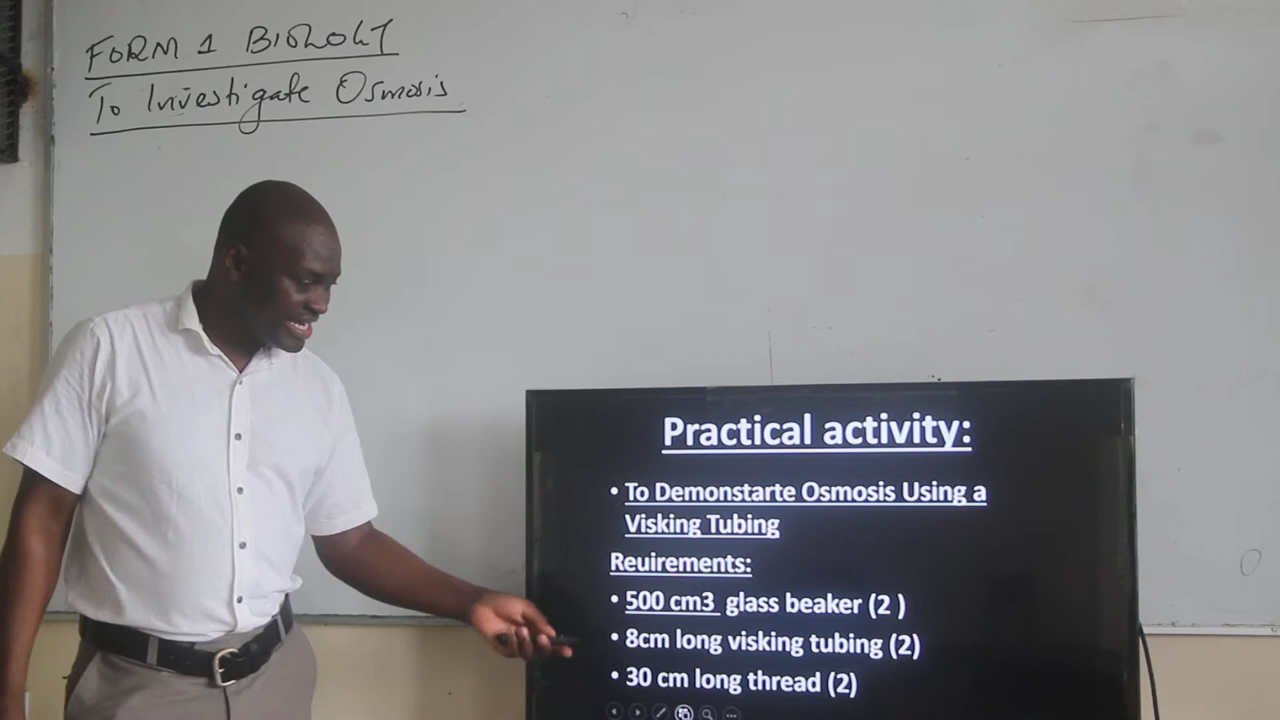 FORM 1 BIOLOGY
To Investigate Osmosis
Practical activity:
• To Demonstarte Osmosis Using a
Visking Tubing
Reuirements:
• 500 cm3 glass beaker (2 )
• 8cm long visking tubing (2)
• 30 cm long thread (2)